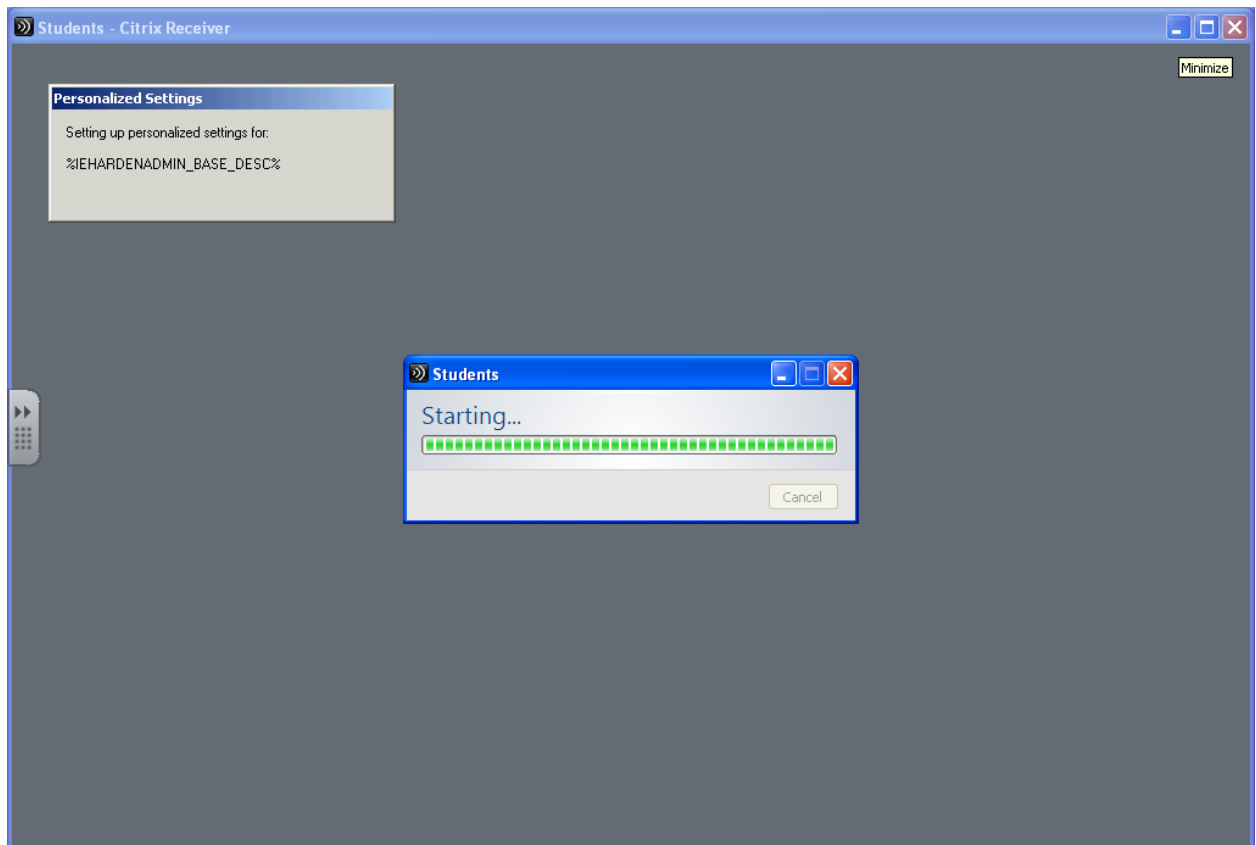 Students - Citrix Receiver
Minimize
Personalized Settings
Setting up personalized settings for:
%IEHARDENADMIN_BASE_DESC%
Students
Starting...
Cancel